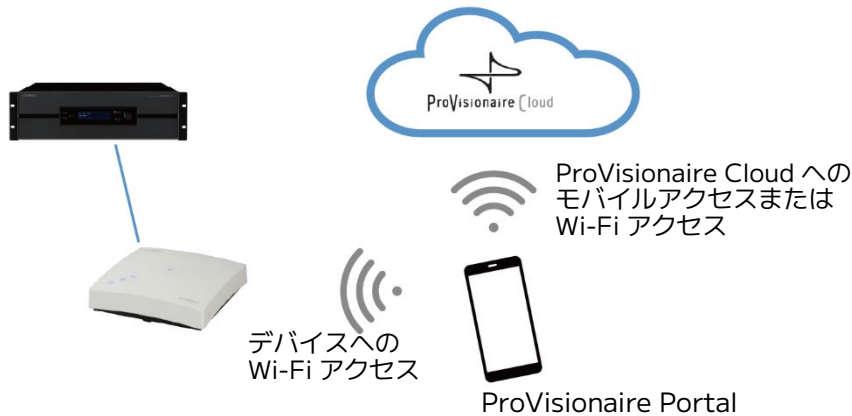 ProVisionaire Cloud
ProVisionaire Cloud への
モバイルアクセスまたは
Wi-Fi アクセス
デバイスへの
Wi-Fi アクセス
ProVisionaire Portal